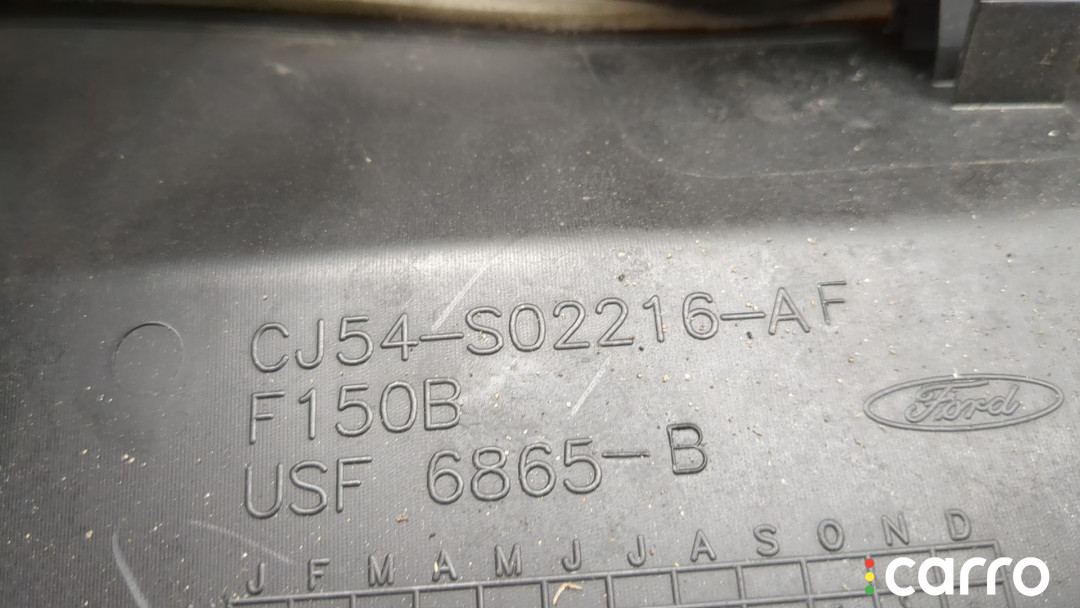 CJ54-S02216-AF
F150B
Ford
USF 6865-B
J F M A M J J A S O N D
carro